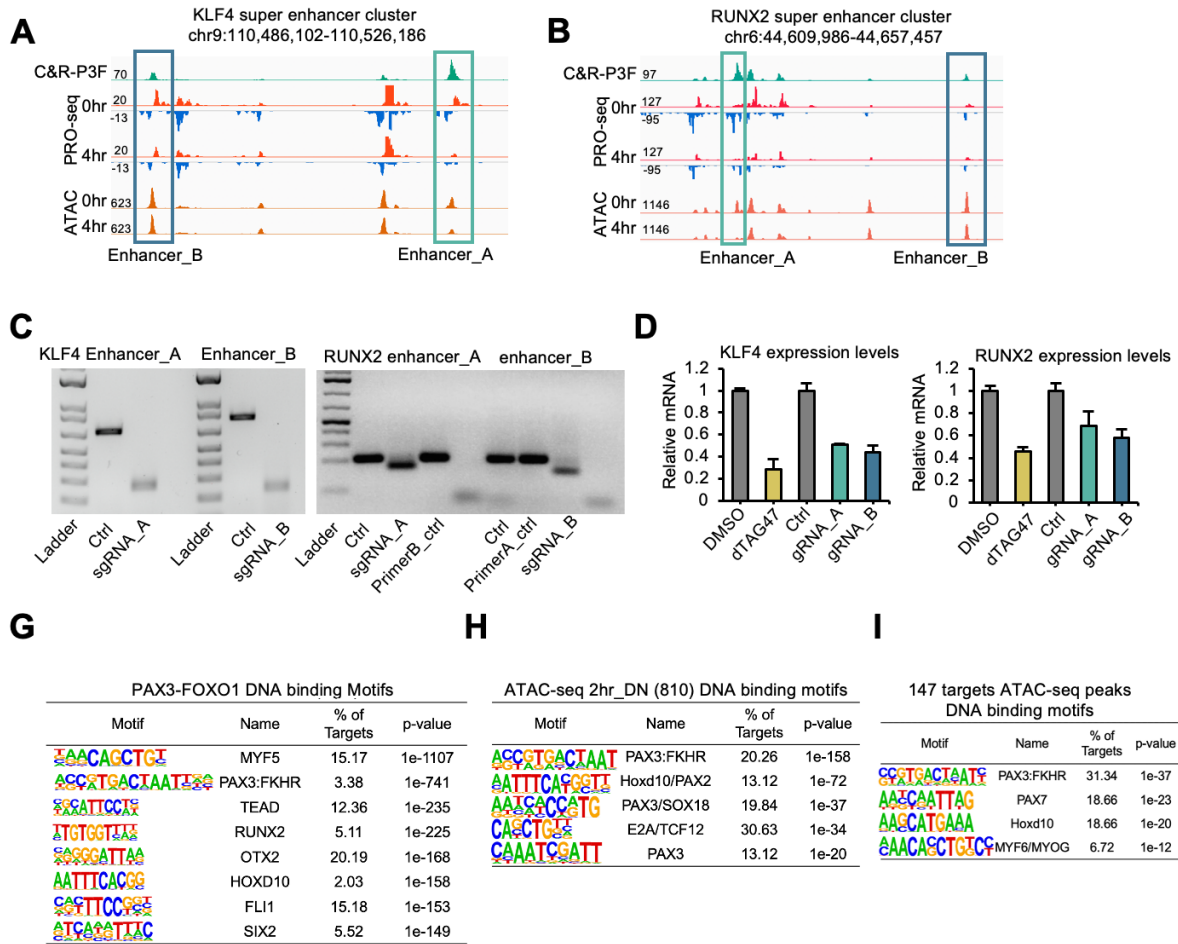 A
KLF4 super enhancer cluster
chr9:110,486,102-110,526,186
C&R-P3F
70
PRO-seq
0hr
20
-13
4hr
20
-13
ATAC
0hr
623
4hr
623
Enhancer_B
Enhancer_A
B
RUNX2 super enhancer cluster
chr6:44,609,986-44,657,457
C&R-P3F
97
PRO-seq
0hr
127
-95
4hr
127
-95
ATAC
0hr
1146
4hr
1146
Enhancer_A
Enhancer_B
C
KLF4 Enhancer_A
Enhancer_B
RUNX2 enhancer_A
enhancer_B
Ladder
Ctrl
sgRNA_A
Ladder
Ctrl
sgRNA_B
Ladder
Ctrl
sgRNA_A
PrimerB_ctrl
Ctrl
PrimerA_ctrl
sgRNA_B
D
KLF4 expression levels
Relative mRNA
1.2
1
0.8
0.6
0.4
0.2
0
DMSO
dTAG47
Ctrl
gRNA_A
gRNA_B
RUNX2 expression levels
Relative mRNA
1.2
1
0.8
0.6
0.4
0.2
0
DMSO
dTAG47
Ctrl
gRNA_A
gRNA_B
G
PAX3-FOXO1 DNA binding Motifs
Motif Name % of Targets p-value
MYF5 15.17 1e-1107
PAX3:FKHR 3.38 1e-741
TEAD 12.36 1e-235
RUNX2 5.11 1e-225
OTX2 20.19 1e-168
HOXD10 2.03 1e-158
FLI1 15.18 1e-153
SIX2 5.52 1e-149
H
ATAC-seq 2hr_DN (810) DNA binding motifs
Motif Name % of Targets p-value
PAX3:FKHR 20.26 1e-158
Hoxd10/PAX2 13.12 1e-72
PAX3/SOX18 19.84 1e-37
E2A/TCF12 30.63 1e-34
PAX3 13.12 1e-20
I
147 targets ATAC-seq peaks
DNA binding motifs
Motif Name % of Targets p-value
PAX3:FKHR 31.34 1e-37
PAX7 18.66 1e-23
Hoxd10 18.66 1e-20
MYF6/MYOG 6.72 1e-12